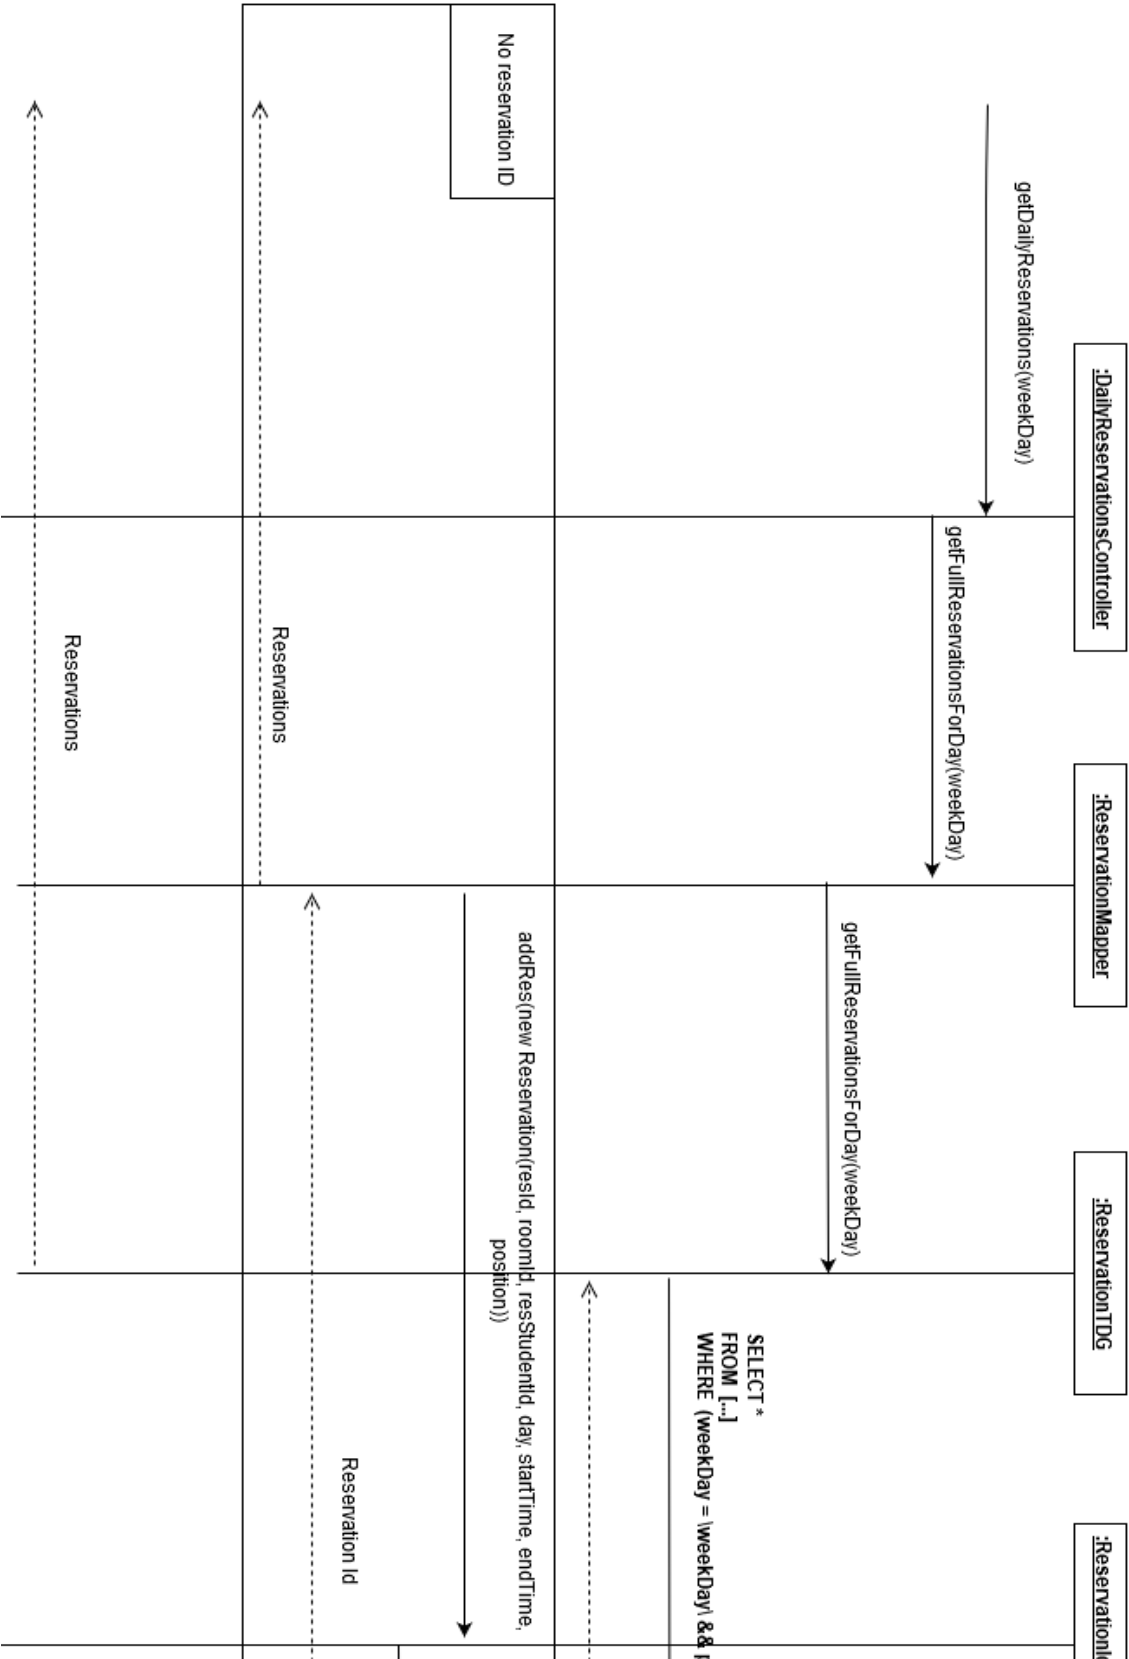 :DailyReservationsController
:ReservationMapper
:ReservationTDG
:ReservationI
getDailyReservations(weekDay)
getFullReservationsForDay(weekDay)
getFullReservationsForDay(weekDay)
SELECT *
FROM [...]
WHERE (weekDay = \weekDay\ && p
No reservation ID
addRes(new Reservation(resId, roomId, resStudentId, day, startTime, endTime,
position))
Reservation Id
Reservations
Reservations